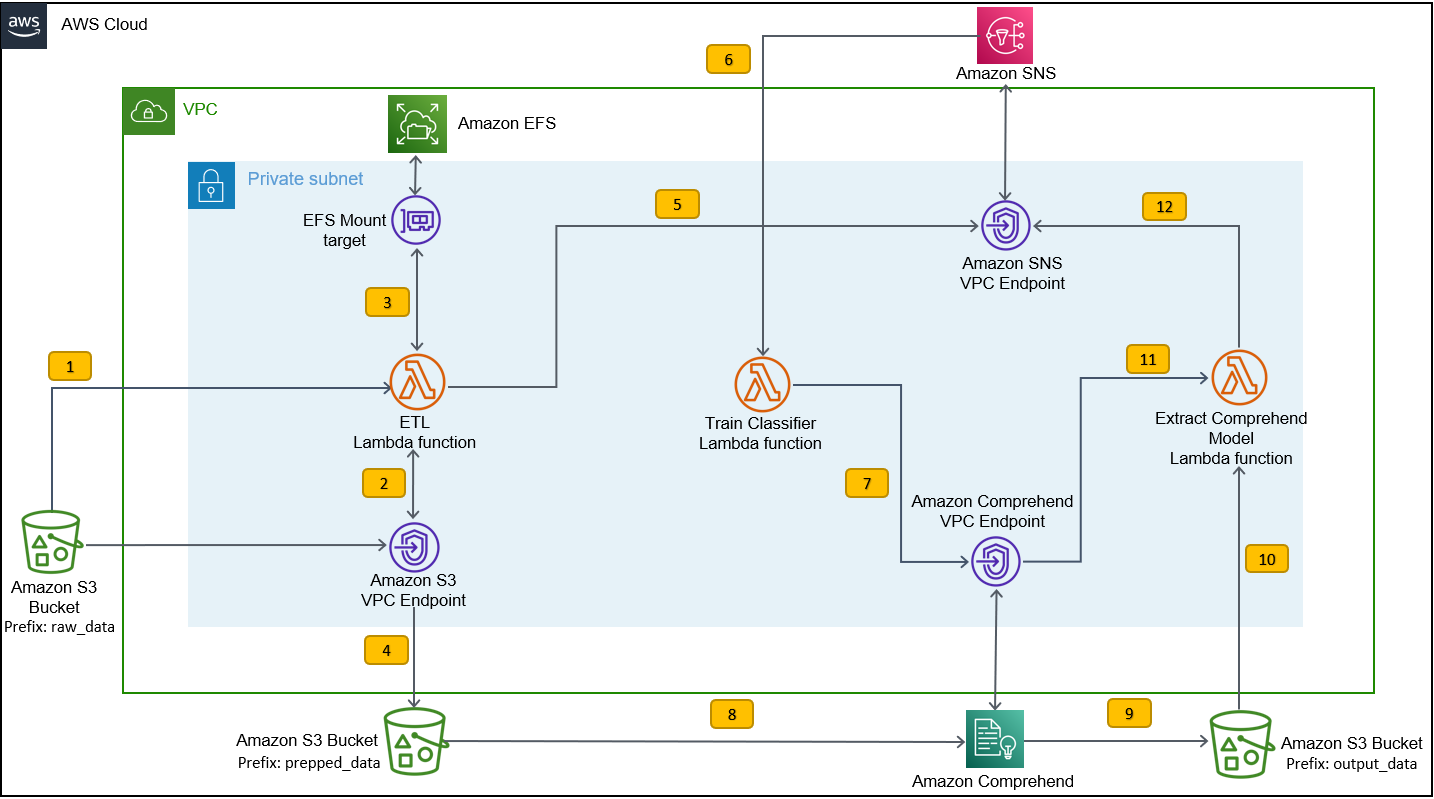 aws
AWS Cloud
6
Amazon SNS
VPC
Amazon EFS
Private subnet
5
12
EFS Mount
target
Amazon SNS
VPC Endpoint
3
1
11
ETL
Lambda function
Train Classifier
Lambda function
Extract Comprehend
Model
Lambda function
2
7
Amazon Comprehend
VPC Endpoint
10
Amazon S3
Bucket
Prefix: raw_data
Amazon S3
VPC Endpoint
4
8
9
Amazon S3 Bucket
Prefix: prepped_data
Amazon Comprehend
Amazon S3 Bucket
Prefix: output_data